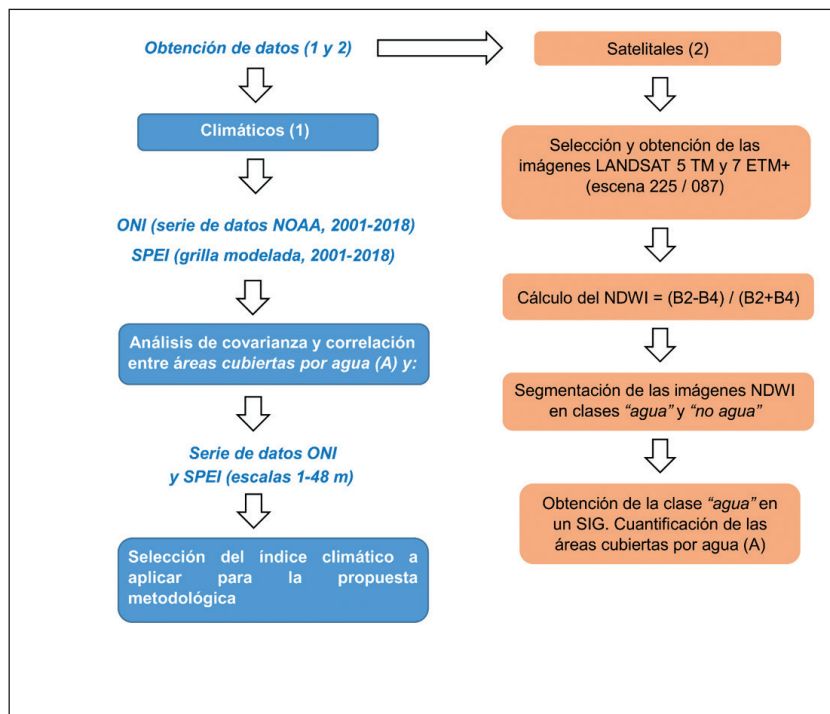 Obtención de datos (1 y 2)
Climáticos (1)
ONI (serie de datos NOAA, 2001-2018)
SPEI (grilla modelada, 2001-2018)
Análisis de covarianza y correlación
entre áreas cubiertas por agua (A) y:
Serie de datos ONI
y SPEI (escalas 1-48 m)
Selección del índice climático a
aplicar para la propuesta
metodológica
Satelitales (2)
Selección y obtención de las
imágenes LANDSAT 5 TM y 7 ETM+
(escena 225 / 087)
Cálculo del NDWI = (B2-B4) / (B2+B4)
Segmentación de las imágenes NDWI
en clases “agua” y “no agua”
Obtención de la clase “agua” en
un SIG. Cuantificación de las
áreas cubiertas por agua (A)